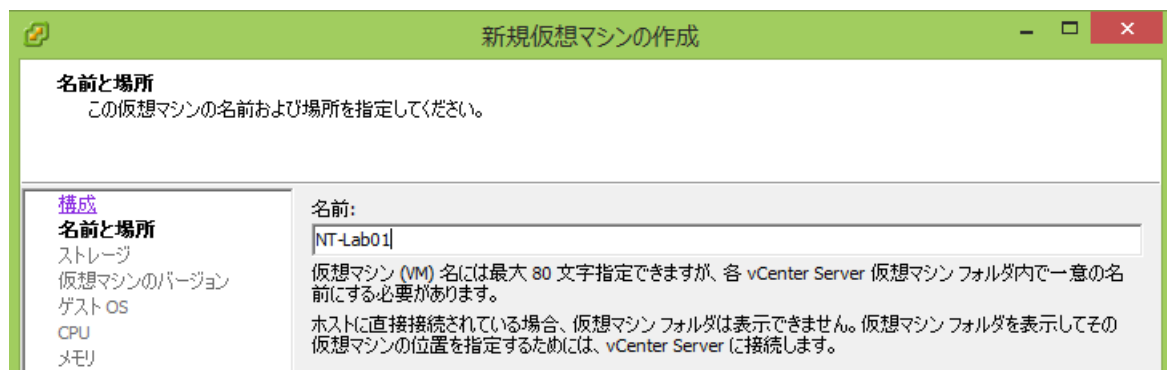 新規仮想マシンの作成
名前と場所
この仮想マシンの名前および場所を指定してください。
構成
名前と場所
ストレージ
仮想マシンのバージョン
ゲスト OS
CPU
メモリ
名前:
NT-Lab01
仮想マシン (VM) 名には最大 80 文字指定できますが、各 vCenter Server 仮想マシン フォルダ内で一意の名
前にする必要があります。
ホストに直接接続されている場合、仮想マシン フォルダは表示できません。仮想マシン フォルダを表示してその
仮想マシンの位置を指定するためには、vCenter Server に接続します。